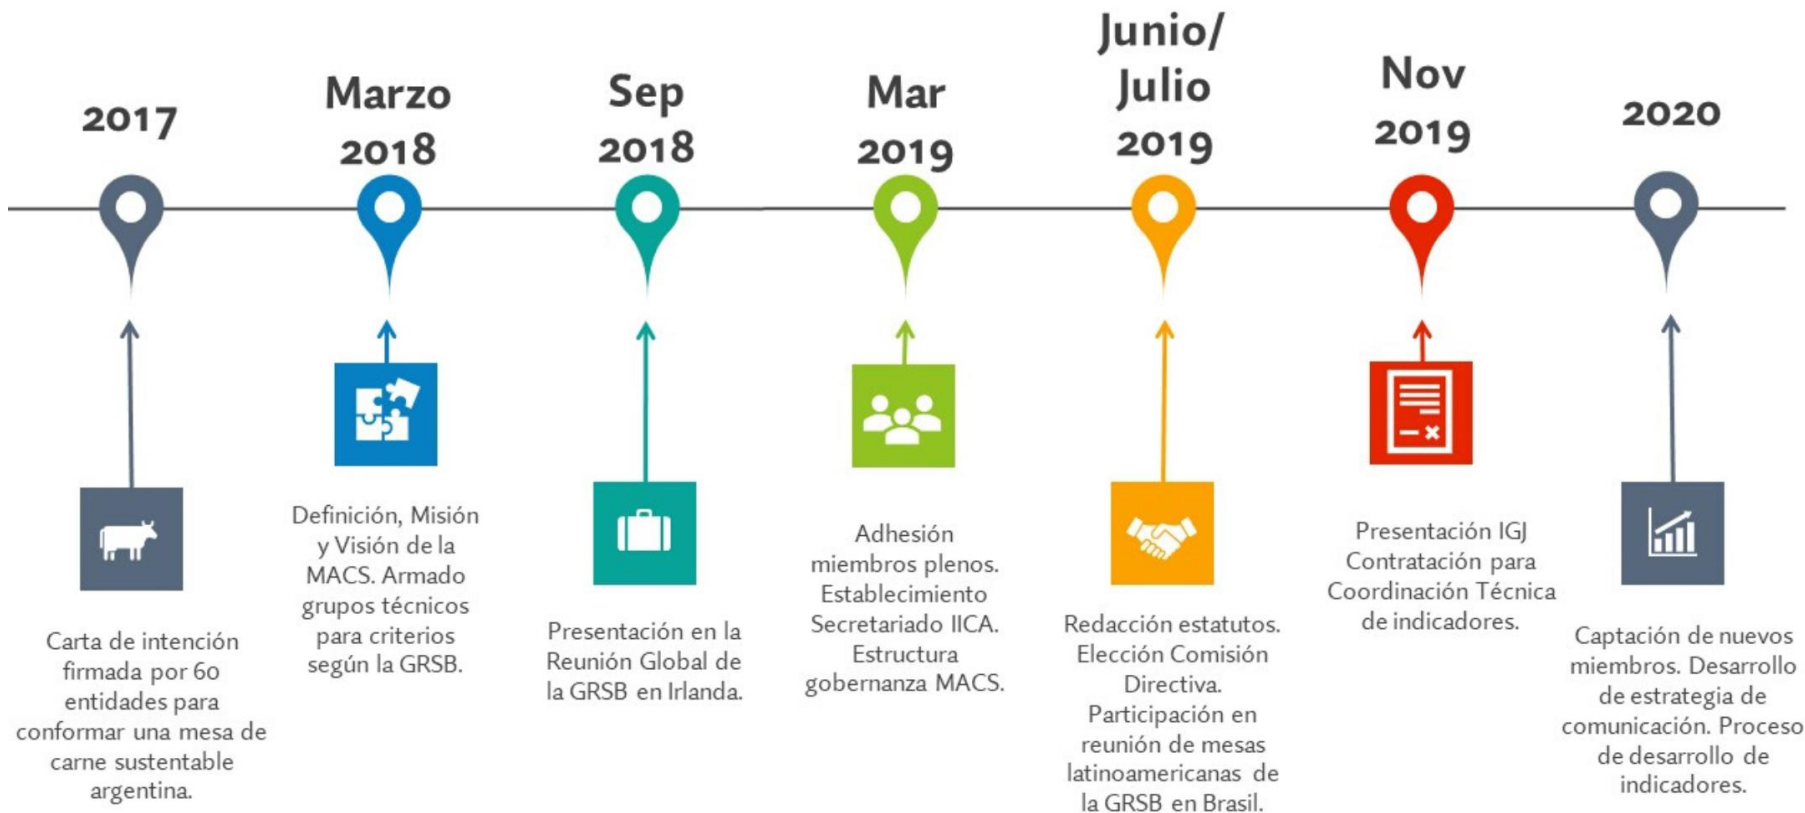 2017
Marzo
2018
Sep
2018
Mar
2019
Junio/
Julio
2019
Nov
2019
2020
Carta de intención
firmada por 60
entidades para
conformar una mesa de
carne sustentable
argentina.
Definición, Misión
y Visión de la
MACS. Armado
grupos técnicos
para criterios
según la GRSB.
Presentación en la
Reunión Global de
la GRSB en Irlanda.
Adhesión
miembros plenos.
Establecimiento
Secretariado IICA.
Estructura
gobernanza MACS.
Redacción estatutos.
Elección Comisión
Directiva.
Participación en
reunión de mesas
latinoamericanas de
la GRSB en Brasil.
Presentación IGJ
Contratación para
Coordinación Técnica
de indicadores.
Captación de nuevos
miembros. Desarrollo
de estrategia de
comunicación. Proceso
de desarrollo de
indicadores.